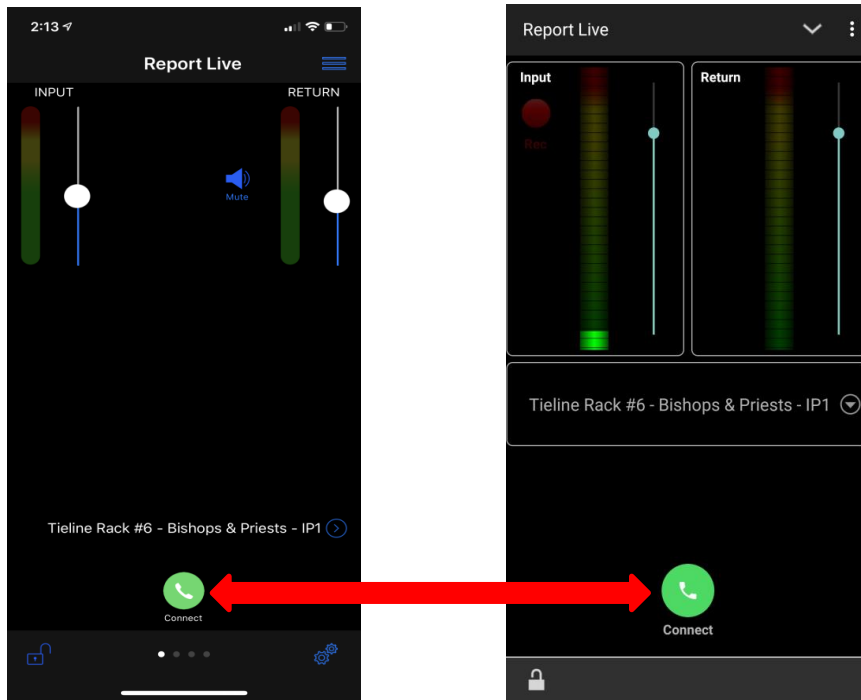 2:13
Report Live
INPUT
RETURN
Mute
Tieline Rack #6 - Bishops & Priests - IP1
Connect
Report Live
Input
Return
Rec
Tieline Rack #6 - Bishops & Priests - IP1
Connect